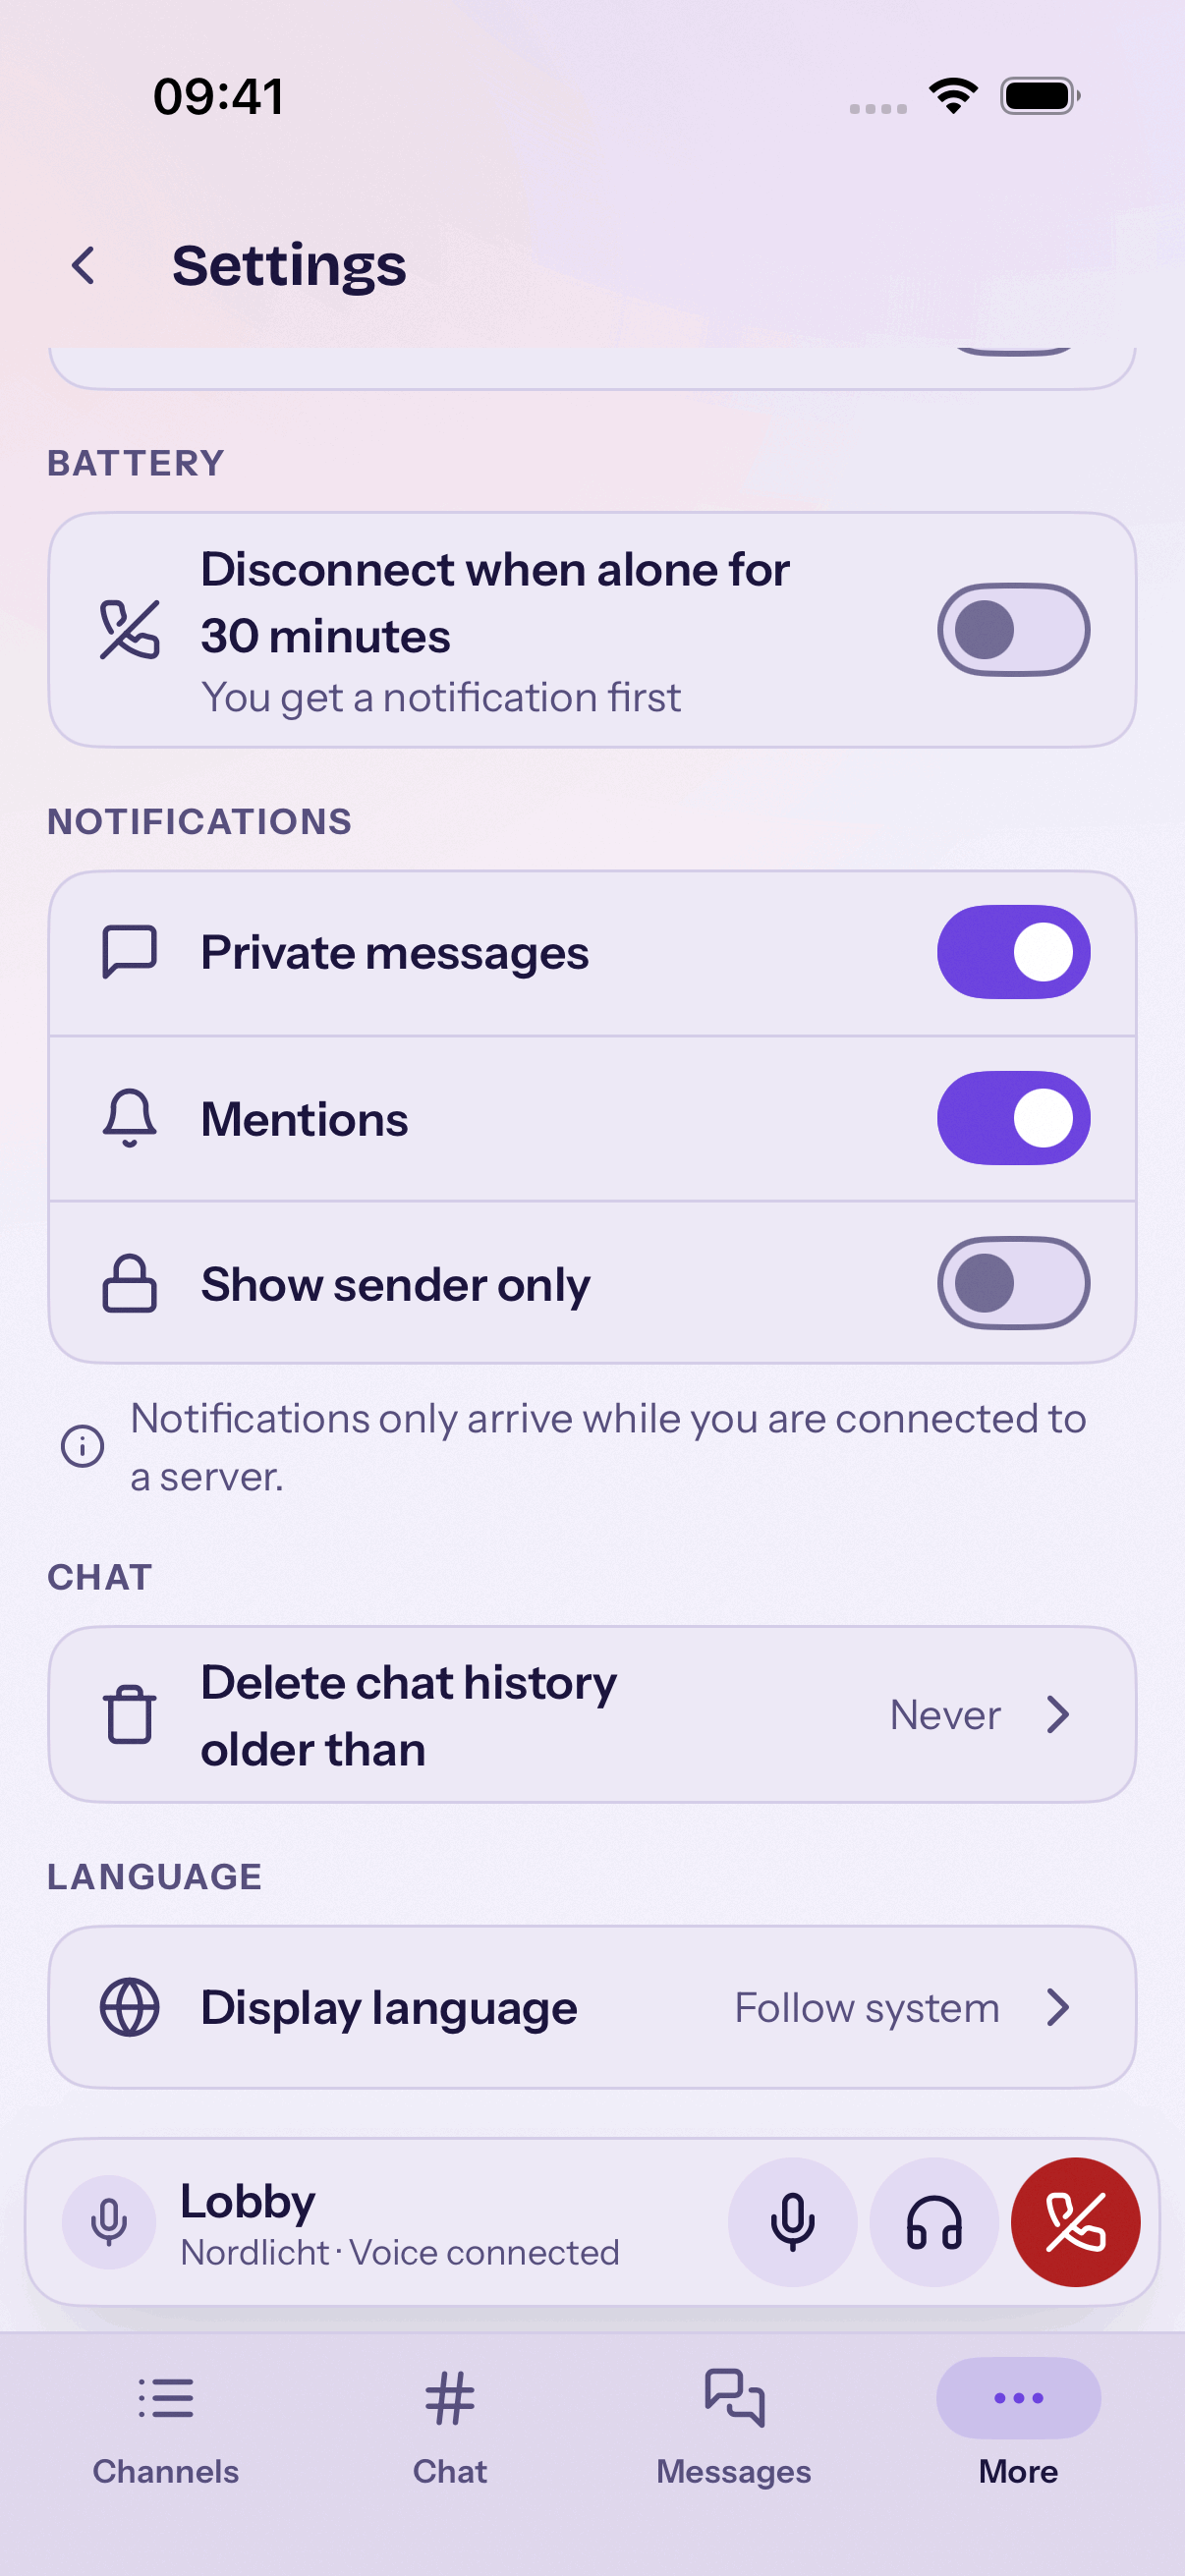 09:41
Settings
BATTERY
Disconnect when alone for
30 minutes
You get a notification first
NOTIFICATIONS
Private messages
Mentions
Show sender only
Notifications only arrive while you are connected to
a server.
CHAT
Delete chat history
older than
Never
LANGUAGE
Display language
Follow system
Lobby
Nordlicht · Voice connected
Channels
Chat
Messages
More